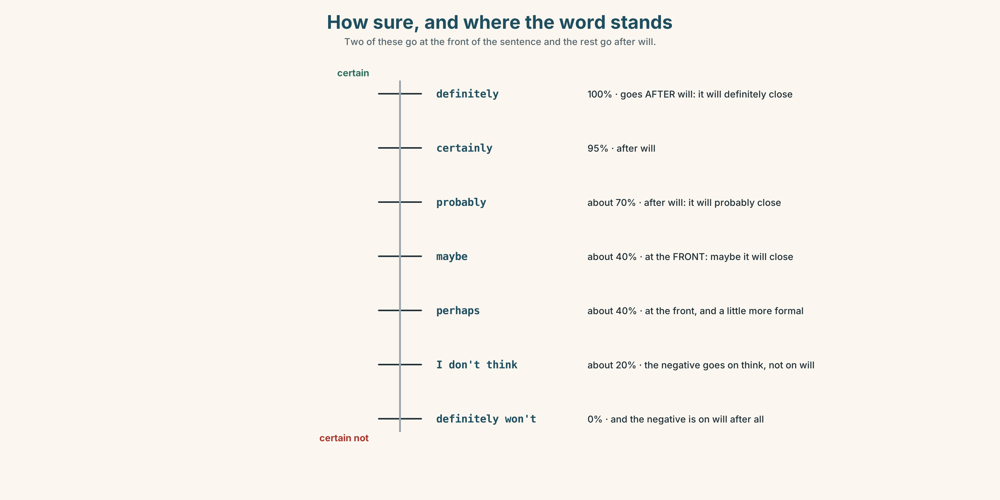 How sure, and where the word stands
Two of these go at the front of the sentence and the rest go after will.
certain
definitely 100% · goes AFTER will: it will definitely close
certainly 95% · after will
probably about 70% · after will: it will probably close
maybe about 40% · at the FRONT: maybe it will close
perhaps about 40% · at the front, and a little more formal
I don't think about 20% · the negative goes on think, not on will
definitely won't 0% · and the negative is on will after all
certain not